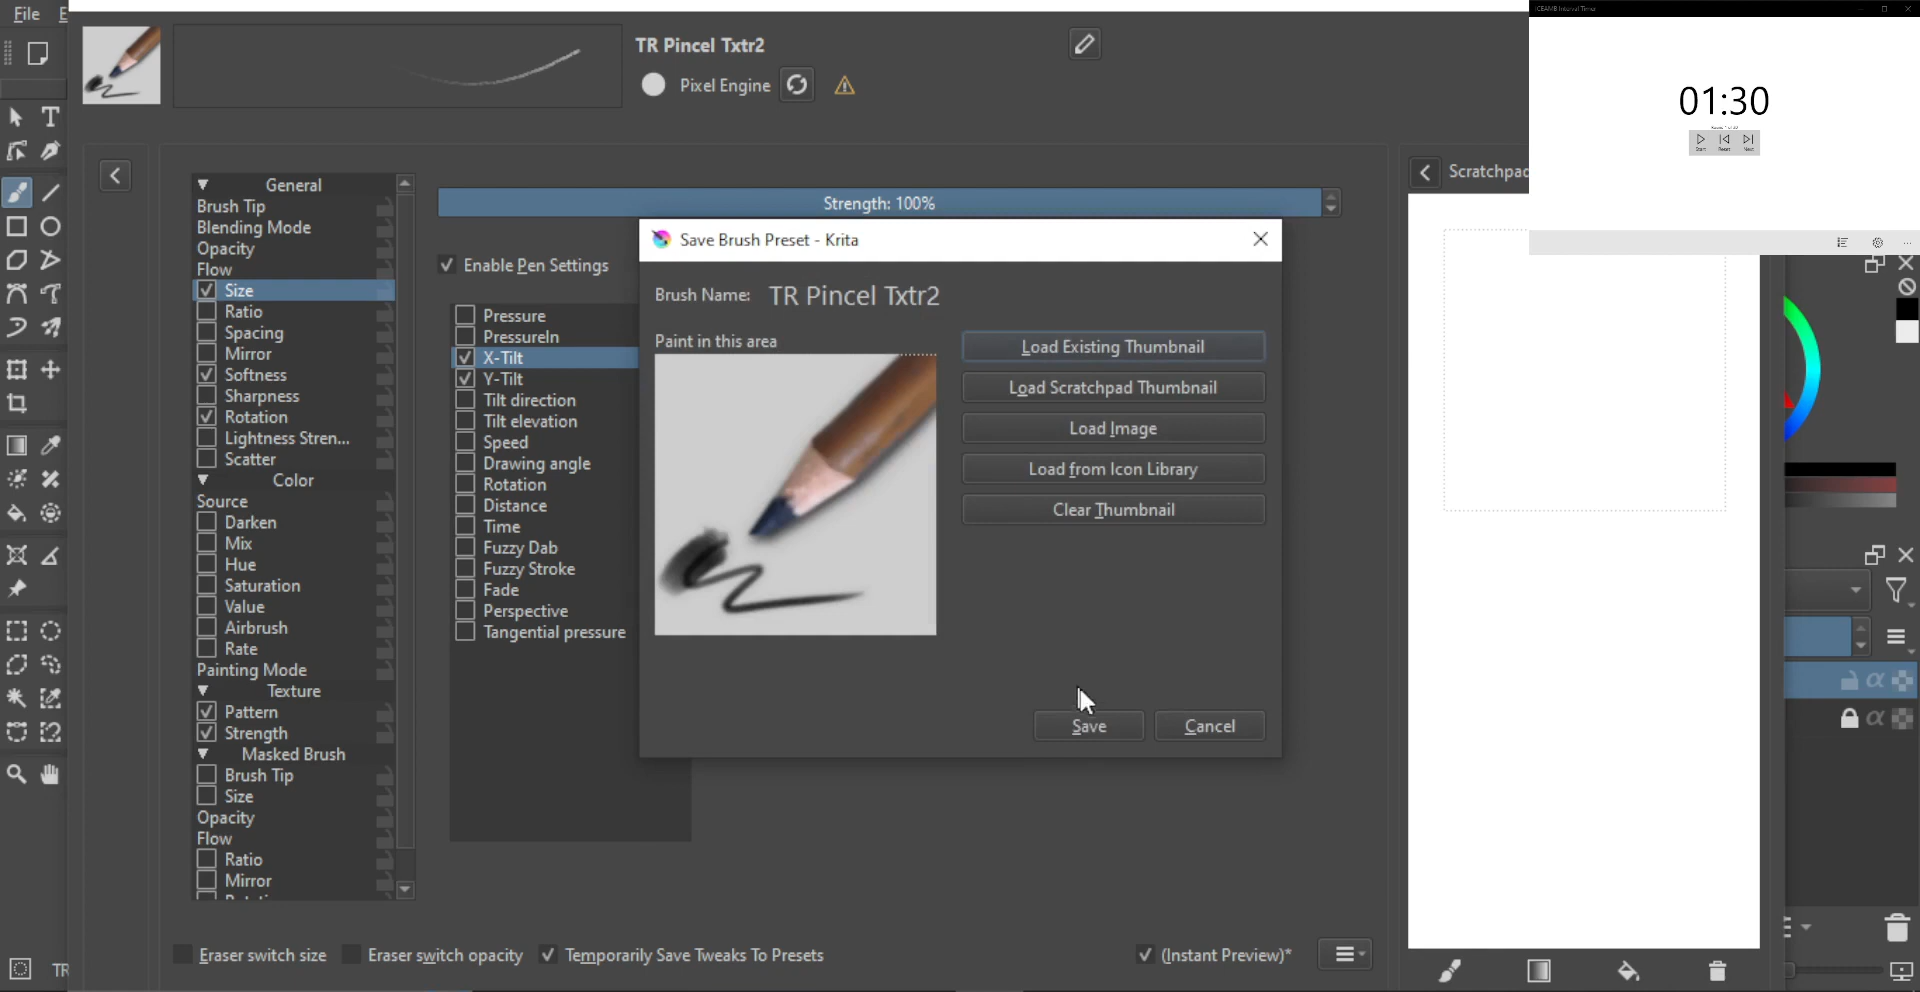 File
TR Pincel Txtr2
Pixel Engine
ICEAMB Interval Timer
01:30
Start
Reset
Next
Scratchpad
General
Brush Tip
Blending Mode
Opacity
Flow
Size
Ratio
Spacing
Mirror
Softness
Sharpness
Rotation
Lightness Stren...
Scatter
Color
Source
Darken
Mix
Hue
Saturation
Value
Airbrush
Rate
Painting Mode
Texture
Pattern
Strength
Masked Brush
Brush Tip
Size
Opacity
Flow
Ratio
Mirror
Strength: 100%
Enable Pen Settings
Pressure
PressureIn
X-Tilt
Y-Tilt
Tilt direction
Tilt elevation
Speed
Drawing angle
Rotation
Distance
Time
Fuzzy Dab
Fuzzy Stroke
Fade
Perspective
Tangential pressure
Save Brush Preset - Krita
Brush Name: TR Pincel Txtr2
Paint in this area
Load Existing Thumbnail
Load Scratchpad Thumbnail
Load Image
Load from Icon Library
Clear Thumbnail
Save
Cancel
Eraser switch size
Eraser switch opacity
Temporarily Save Tweaks To Presets
(Instant Preview)*
TR